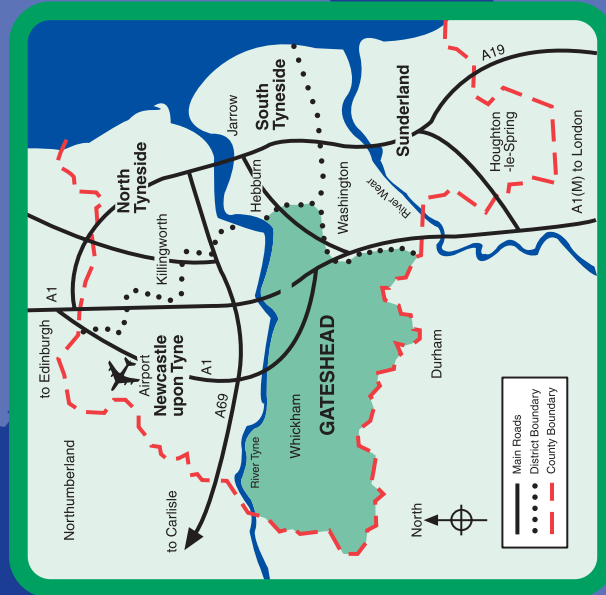 Northumberland
to Edinburgh
A1
Airport
Newcastle
upon Tyne
A1
A69
to Carlisle
North
Tyneside
Killingworth
Jarrow
South
Tyneside
Hebburn
Washington
Sunderland
River Wear
A19
Houghton
-le-Spring
A1(M) to London
River Tyne
Whickham
GATESHEAD
Durham
North
Main Roads
District Boundary
County Boundary